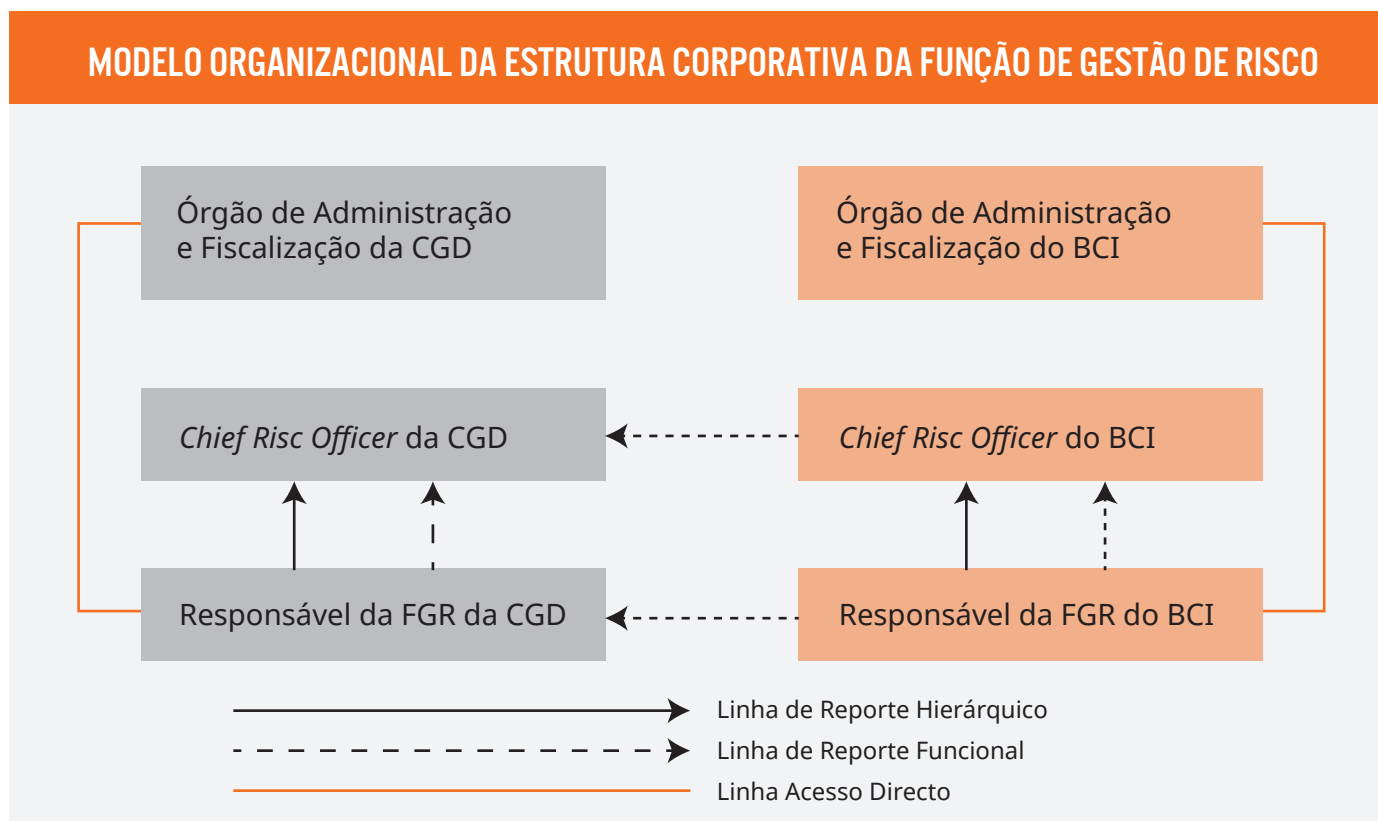 MODELO ORGANIZACIONAL DA ESTRUTURA CORPORATIVA DA FUNÇÃO DE GESTÃO DE RISCO
Órgão de Administração
e Fiscalização da CGD
Órgão de Administração
e Fiscalização do BCI
Chief Risc Officer da CGD
Chief Risc Officer do BCI
Responsável da FGR da CGD
Responsável da FGR do BCI
Linha de Reporte Hierárquico
Linha de Reporte Funcional
Linha Acesso Directo